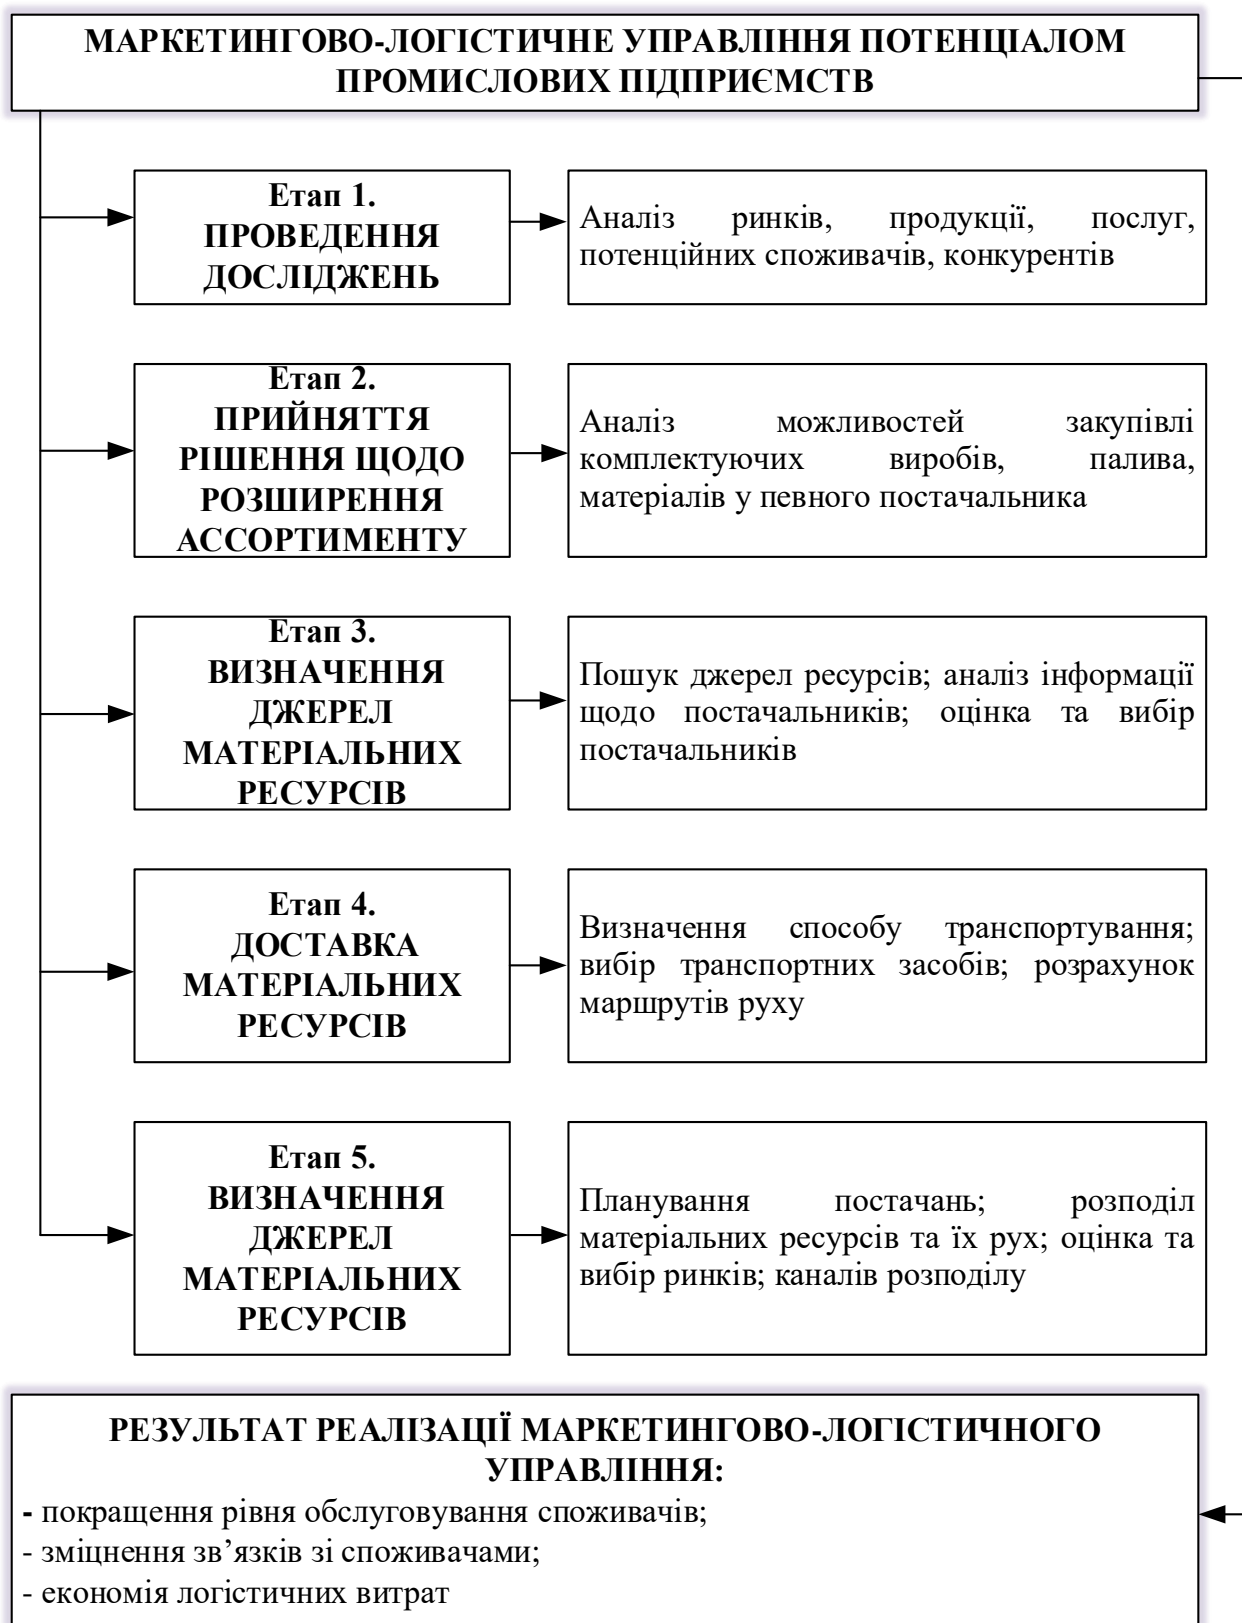 МАРКЕТИНГОВО-ЛОГІСТИЧНЕ УПРАВЛІННЯ ПОТЕНЦІАЛОМ
ПРОМИСЛОВИХ ПІДПРИЄМСТВ
Етап 1.
ПРОВЕДЕННЯ
ДОСЛІДЖЕНЬ
Аналіз ринків, продукції, послуг,
потенційних споживачів, конкурентів
Етап 2.
ПРИЙНЯТТЯ
РІШЕННЯ ЩОДО
РОЗШИРЕННЯ
АССОРТИМЕНТУ
Аналіз можливостей закупівлі
комплектуючих виробів, палива,
матеріалів у певного постачальника
Етап 3.
ВИЗНАЧЕННЯ
ДЖЕРЕЛ
МАТЕРІАЛЬНИХ
РЕСУРСІВ
Пошук джерел ресурсів; аналіз інформації
щодо постачальників; оцінка та вибір
постачальників
Етап 4.
ДОСТАВКА
МАТЕРІАЛЬНИХ
РЕСУРСІВ
Визначення способу транспортування;
вибір транспортних засобів; розрахунок
маршрутів руху
Етап 5.
ВИЗНАЧЕННЯ
ДЖЕРЕЛ
МАТЕРІАЛЬНИХ
РЕСУРСІВ
Планування постачань; розподіл
матеріальних ресурсів та їх рух; оцінка та
вибір ринків; каналів розподілу
РЕЗУЛЬТАТ РЕАЛІЗАЦІЇ МАРКЕТИНГОВО-ЛОГІСТИЧНОГО
УПРАВЛІННЯ:
- покращення рівня обслуговування споживачів;
- зміцнення зв’язків зі споживачами;
- економія логістичних витрат